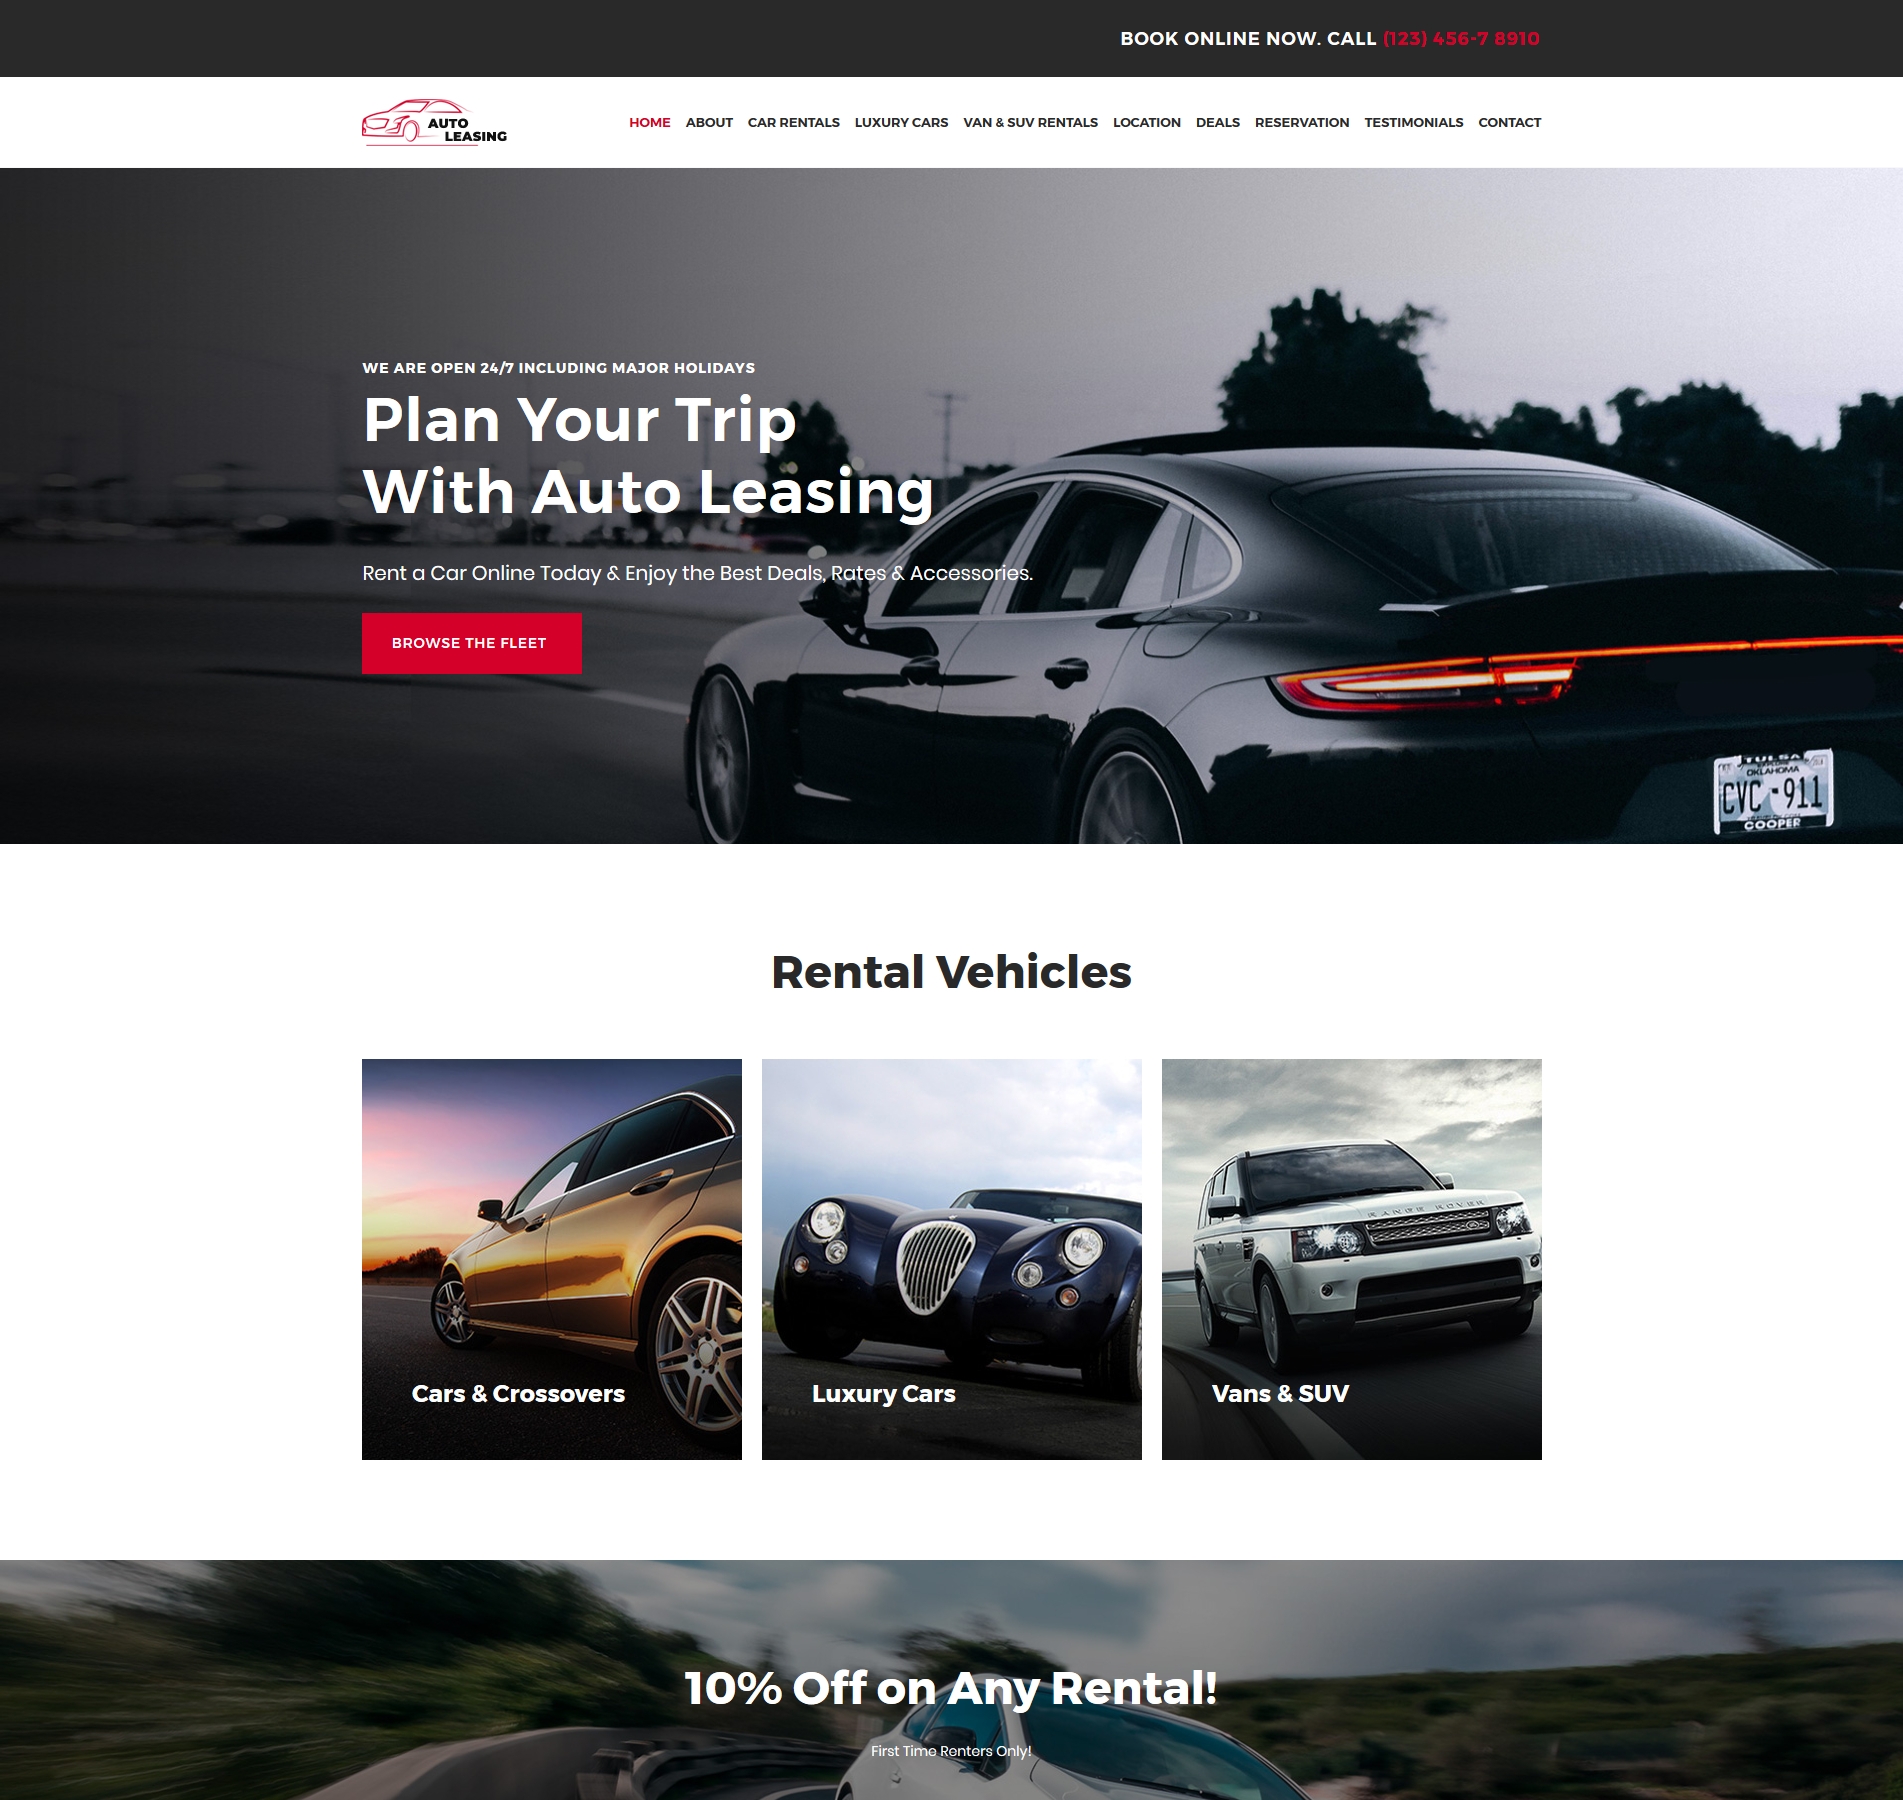 BOOK ONLINE NOW. CALL (123) 456-7 8910
AUTO
LEASING
HOME ABOUT CAR RENTALS LUXURY CARS VAN & SUV RENTALS LOCATION DEALS RESERVATION TESTIMONIALS CONTACT
WE ARE OPEN 24/7 INCLUDING MAJOR HOLIDAYS
Plan Your Trip
With Auto Leasing
Rent a Car Online Today & Enjoy the Best Deals, Rates & Accessories.
BROWSE THE FLEET
TULSA
OKLAHOMA
CVC-911
COOPER
Rental Vehicles
RANGE ROVER
Cars & Crossovers
Luxury Cars
Vans & SUV
10% Off on Any Rental!
First Time Renters Only!